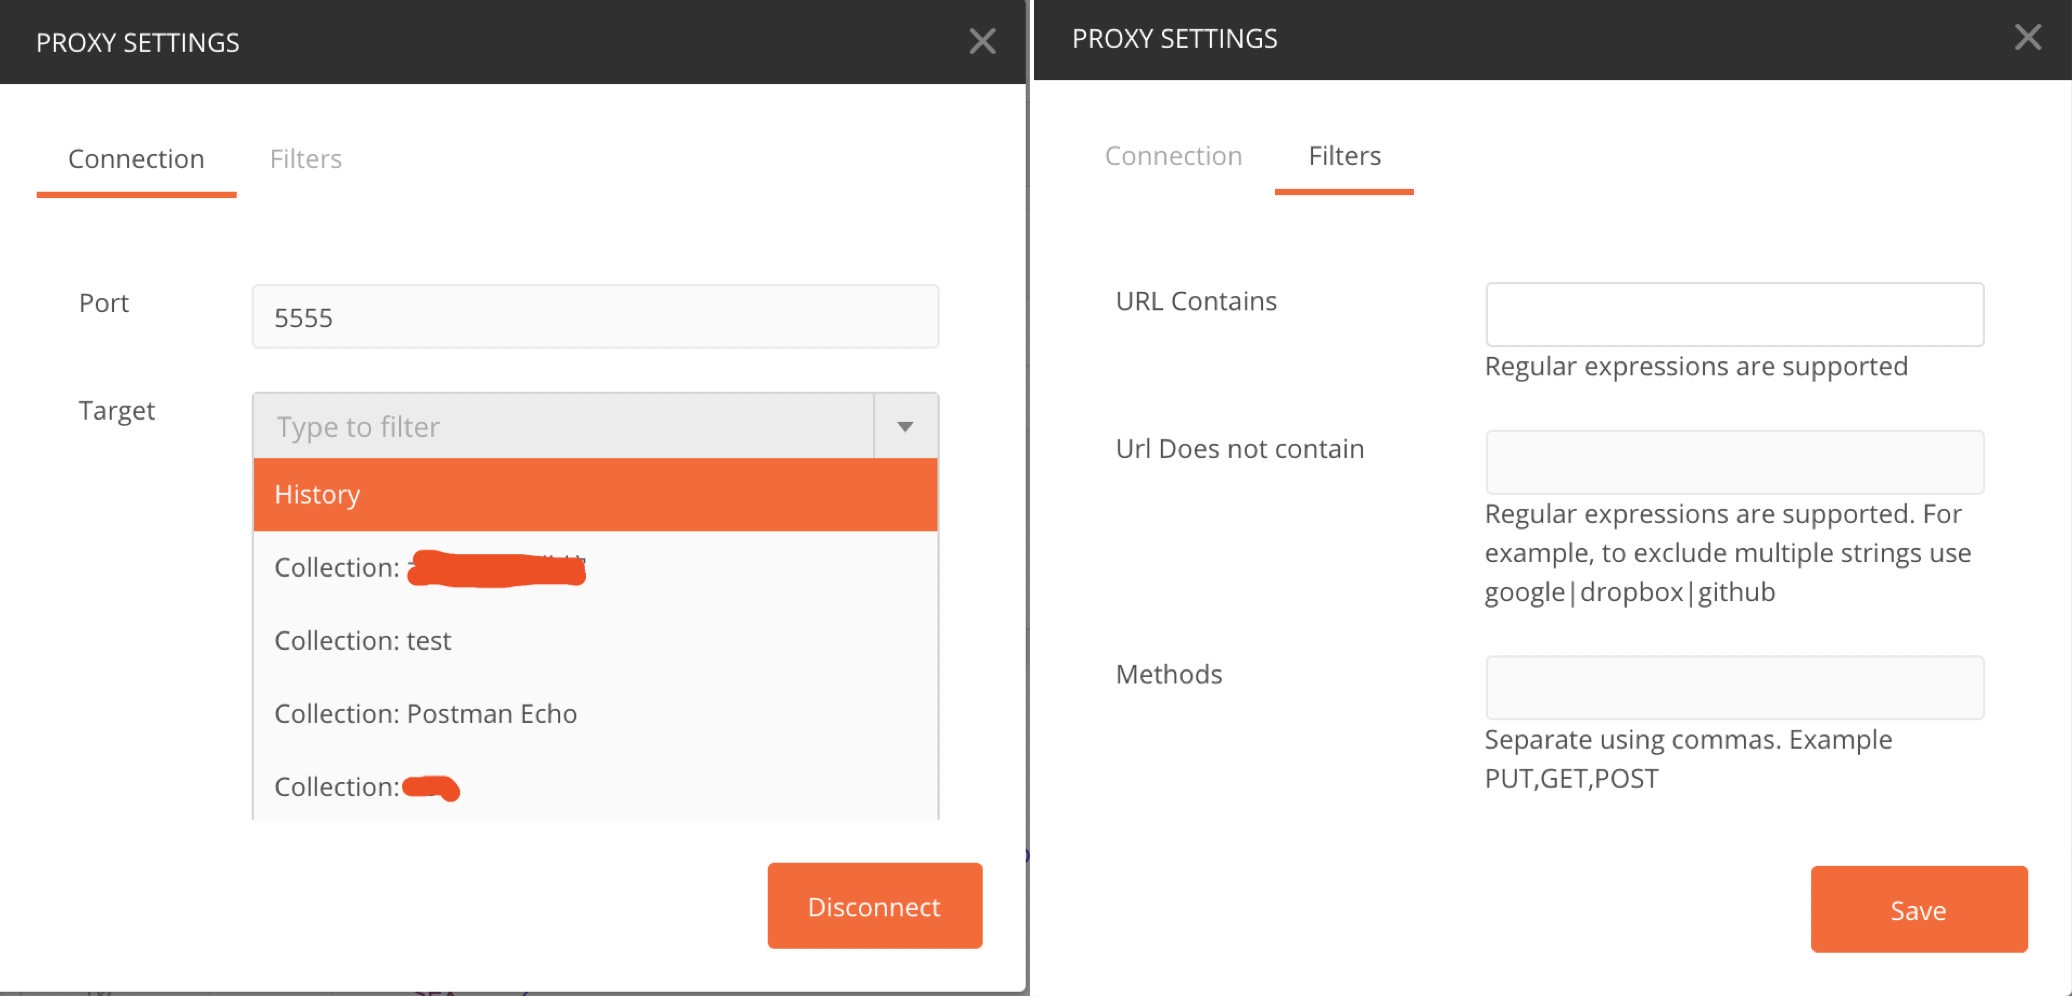 PROXY SETTINGS
Connection Filters
Port
5555
Target
Type to filter
History
Collection:
Collection: test
Collection: Postman Echo
Collection:
Disconnect
PROXY SETTINGS
Connection Filters
URL Contains
Regular expressions are supported
Url Does not contain
Regular expressions are supported. For
example, to exclude multiple strings use
google|dropbox|github
Methods
Separate using commas. Example
PUT,GET,POST
Save